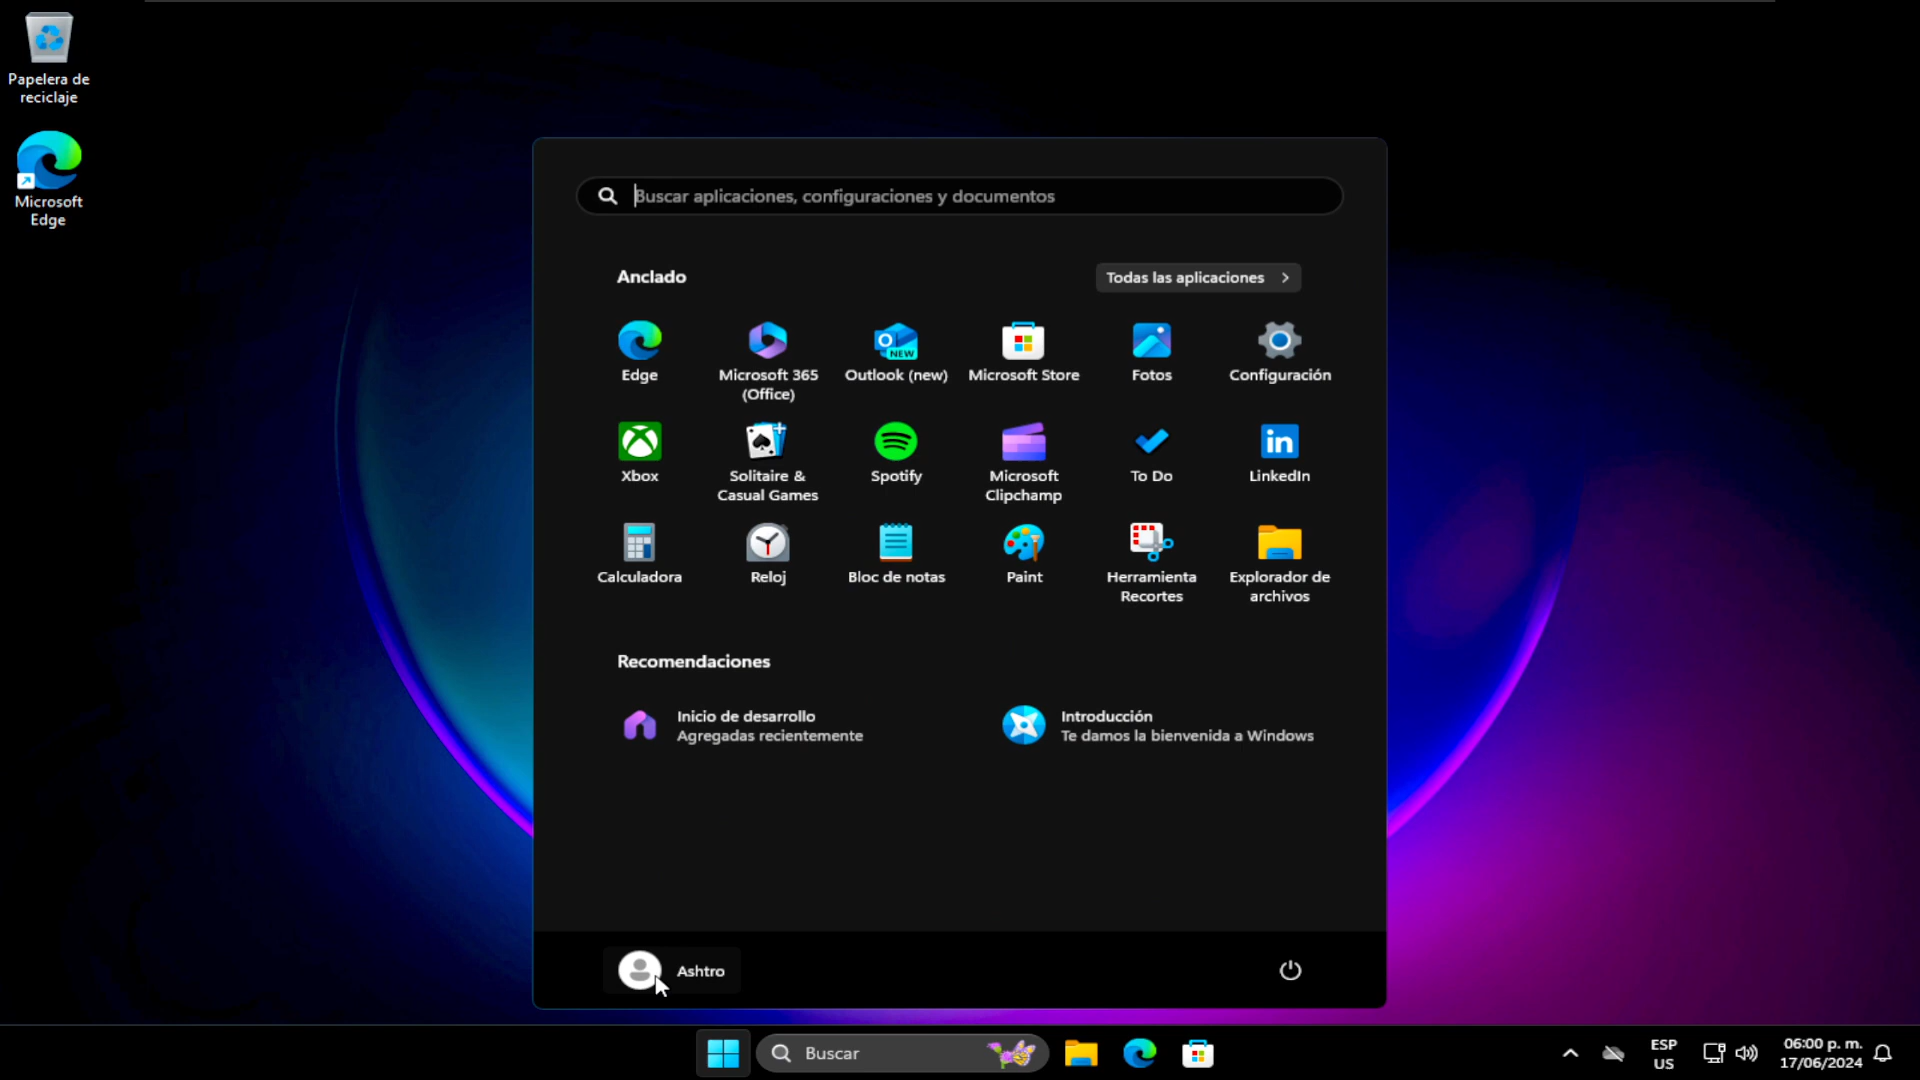 Papelera de
reciclaje
Microsoft
Edge
Buscar aplicaciones, configuraciones y documentos
Anclado
Todas las aplicaciones
Edge
Microsoft 365
(Office)
NEW
Outlook (new)
Microsoft Store
Fotos
Configuración
Xbox
Solitaire &
Casual Games
Spotify
Microsoft
Clipchamp
To Do
in
LinkedIn
Calculadora
Reloj
Bloc de notas
Paint
Herramienta
Recortes
Explorador de
archivos
Recomendaciones
Inicio de desarrollo
Agregadas recientemente
Introducción
Te damos la bienvenida a Windows
Ashtro
Buscar
ESP
US
06:00 p. m.
17/06/2024